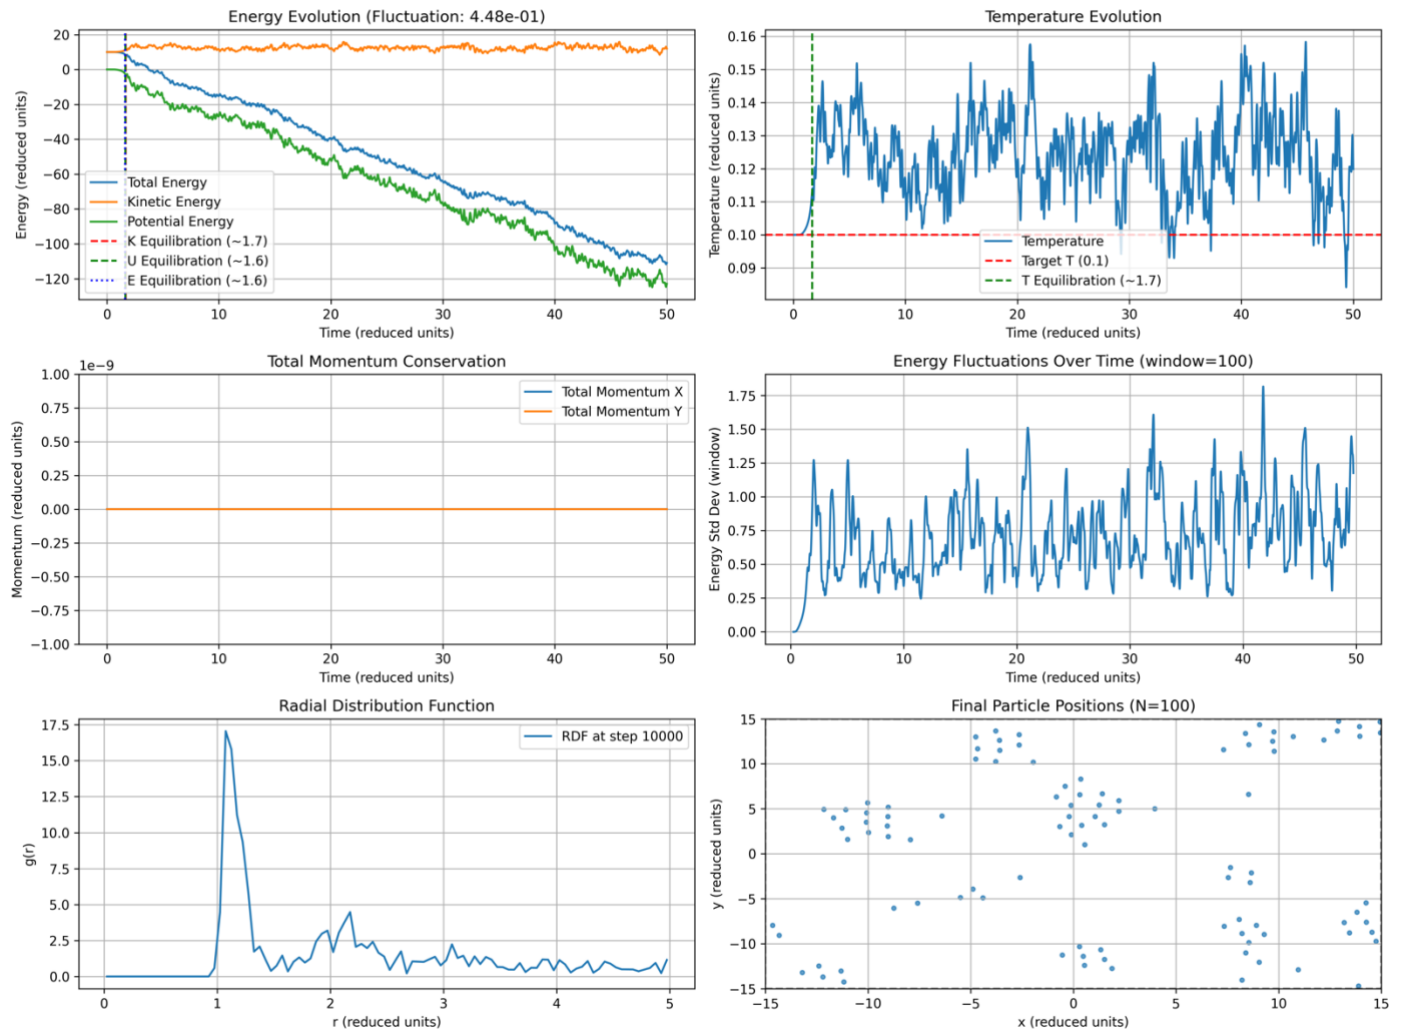 Energy Evolution (Fluctuation: 4.48e-01)
20
0
−20
−40
−60
−80
−100
−120
Energy (reduced units)
Total Energy
Kinetic Energy
Potential Energy
K Equilibration (~1.7)
U Equilibration (~1.6)
E Equilibration (~1.6)
0 10 20 30 40 50
Time (reduced units)
Temperature Evolution
0.16
0.15
0.14
0.13
0.12
0.11
0.10
0.09
Temperature (reduced units)
Temperature
Target T (0.1)
T Equilibration (~1.7)
0 10 20 30 40 50
Time (reduced units)
Total Momentum Conservation
1e−9
1.00
0.75
0.50
0.25
0.00
−0.25
−0.50
−0.75
−1.00
Momentum (reduced units)
Total Momentum X
Total Momentum Y
0 10 20 30 40 50
Time (reduced units)
Energy Fluctuations Over Time (window=100)
1.75
1.50
1.25
1.00
0.75
0.50
0.25
0.00
Energy Std Dev (window)
0 10 20 30 40 50
Time (reduced units)
Radial Distribution Function
17.5
15.0
12.5
10.0
7.5
5.0
2.5
0.0
g(r)
RDF at step 10000
0 1 2 3 4 5
r (reduced units)
Final Particle Positions (N=100)
15
10
5
0
−5
−10
−15
y (reduced units)
−15 −10 −5 0 5 10 15
x (reduced units)